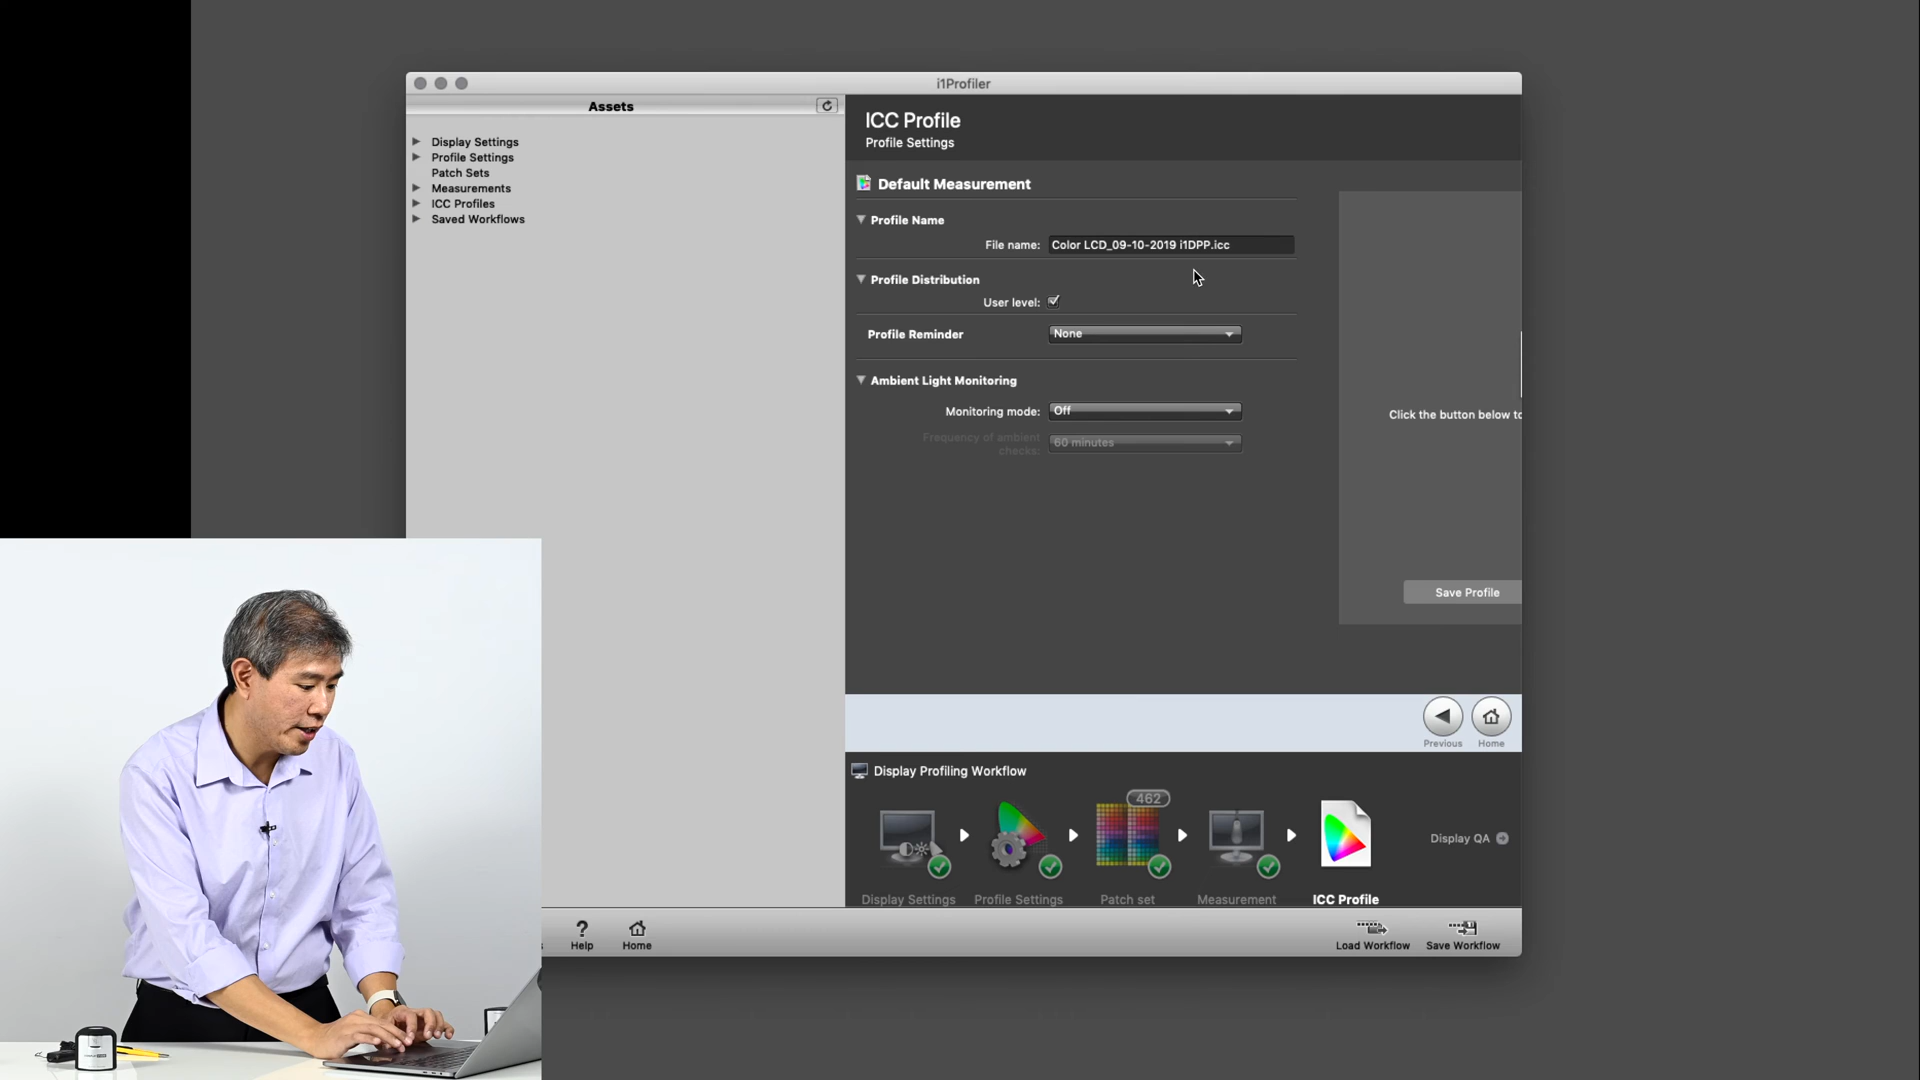 i1Profiler
Assets
Display Settings
Profile Settings
Patch Sets
Measurements
ICC Profiles
Saved Workflows
ICC Profile
Profile Settings
Default Measurement
Profile Name
File name: Color LCD_09-10-2019 i1DPP.icc
Profile Distribution
User level:
Profile Reminder None
Ambient Light Monitoring
Monitoring mode: Off
Frequency of ambient
checks: 60 minutes
Click the button below to
Save Profile
Previous Home
Display Profiling Workflow
462
Display QA
Display Settings Profile Settings Patch set Measurement ICC Profile
Help Home Load Workflow Save Workflow